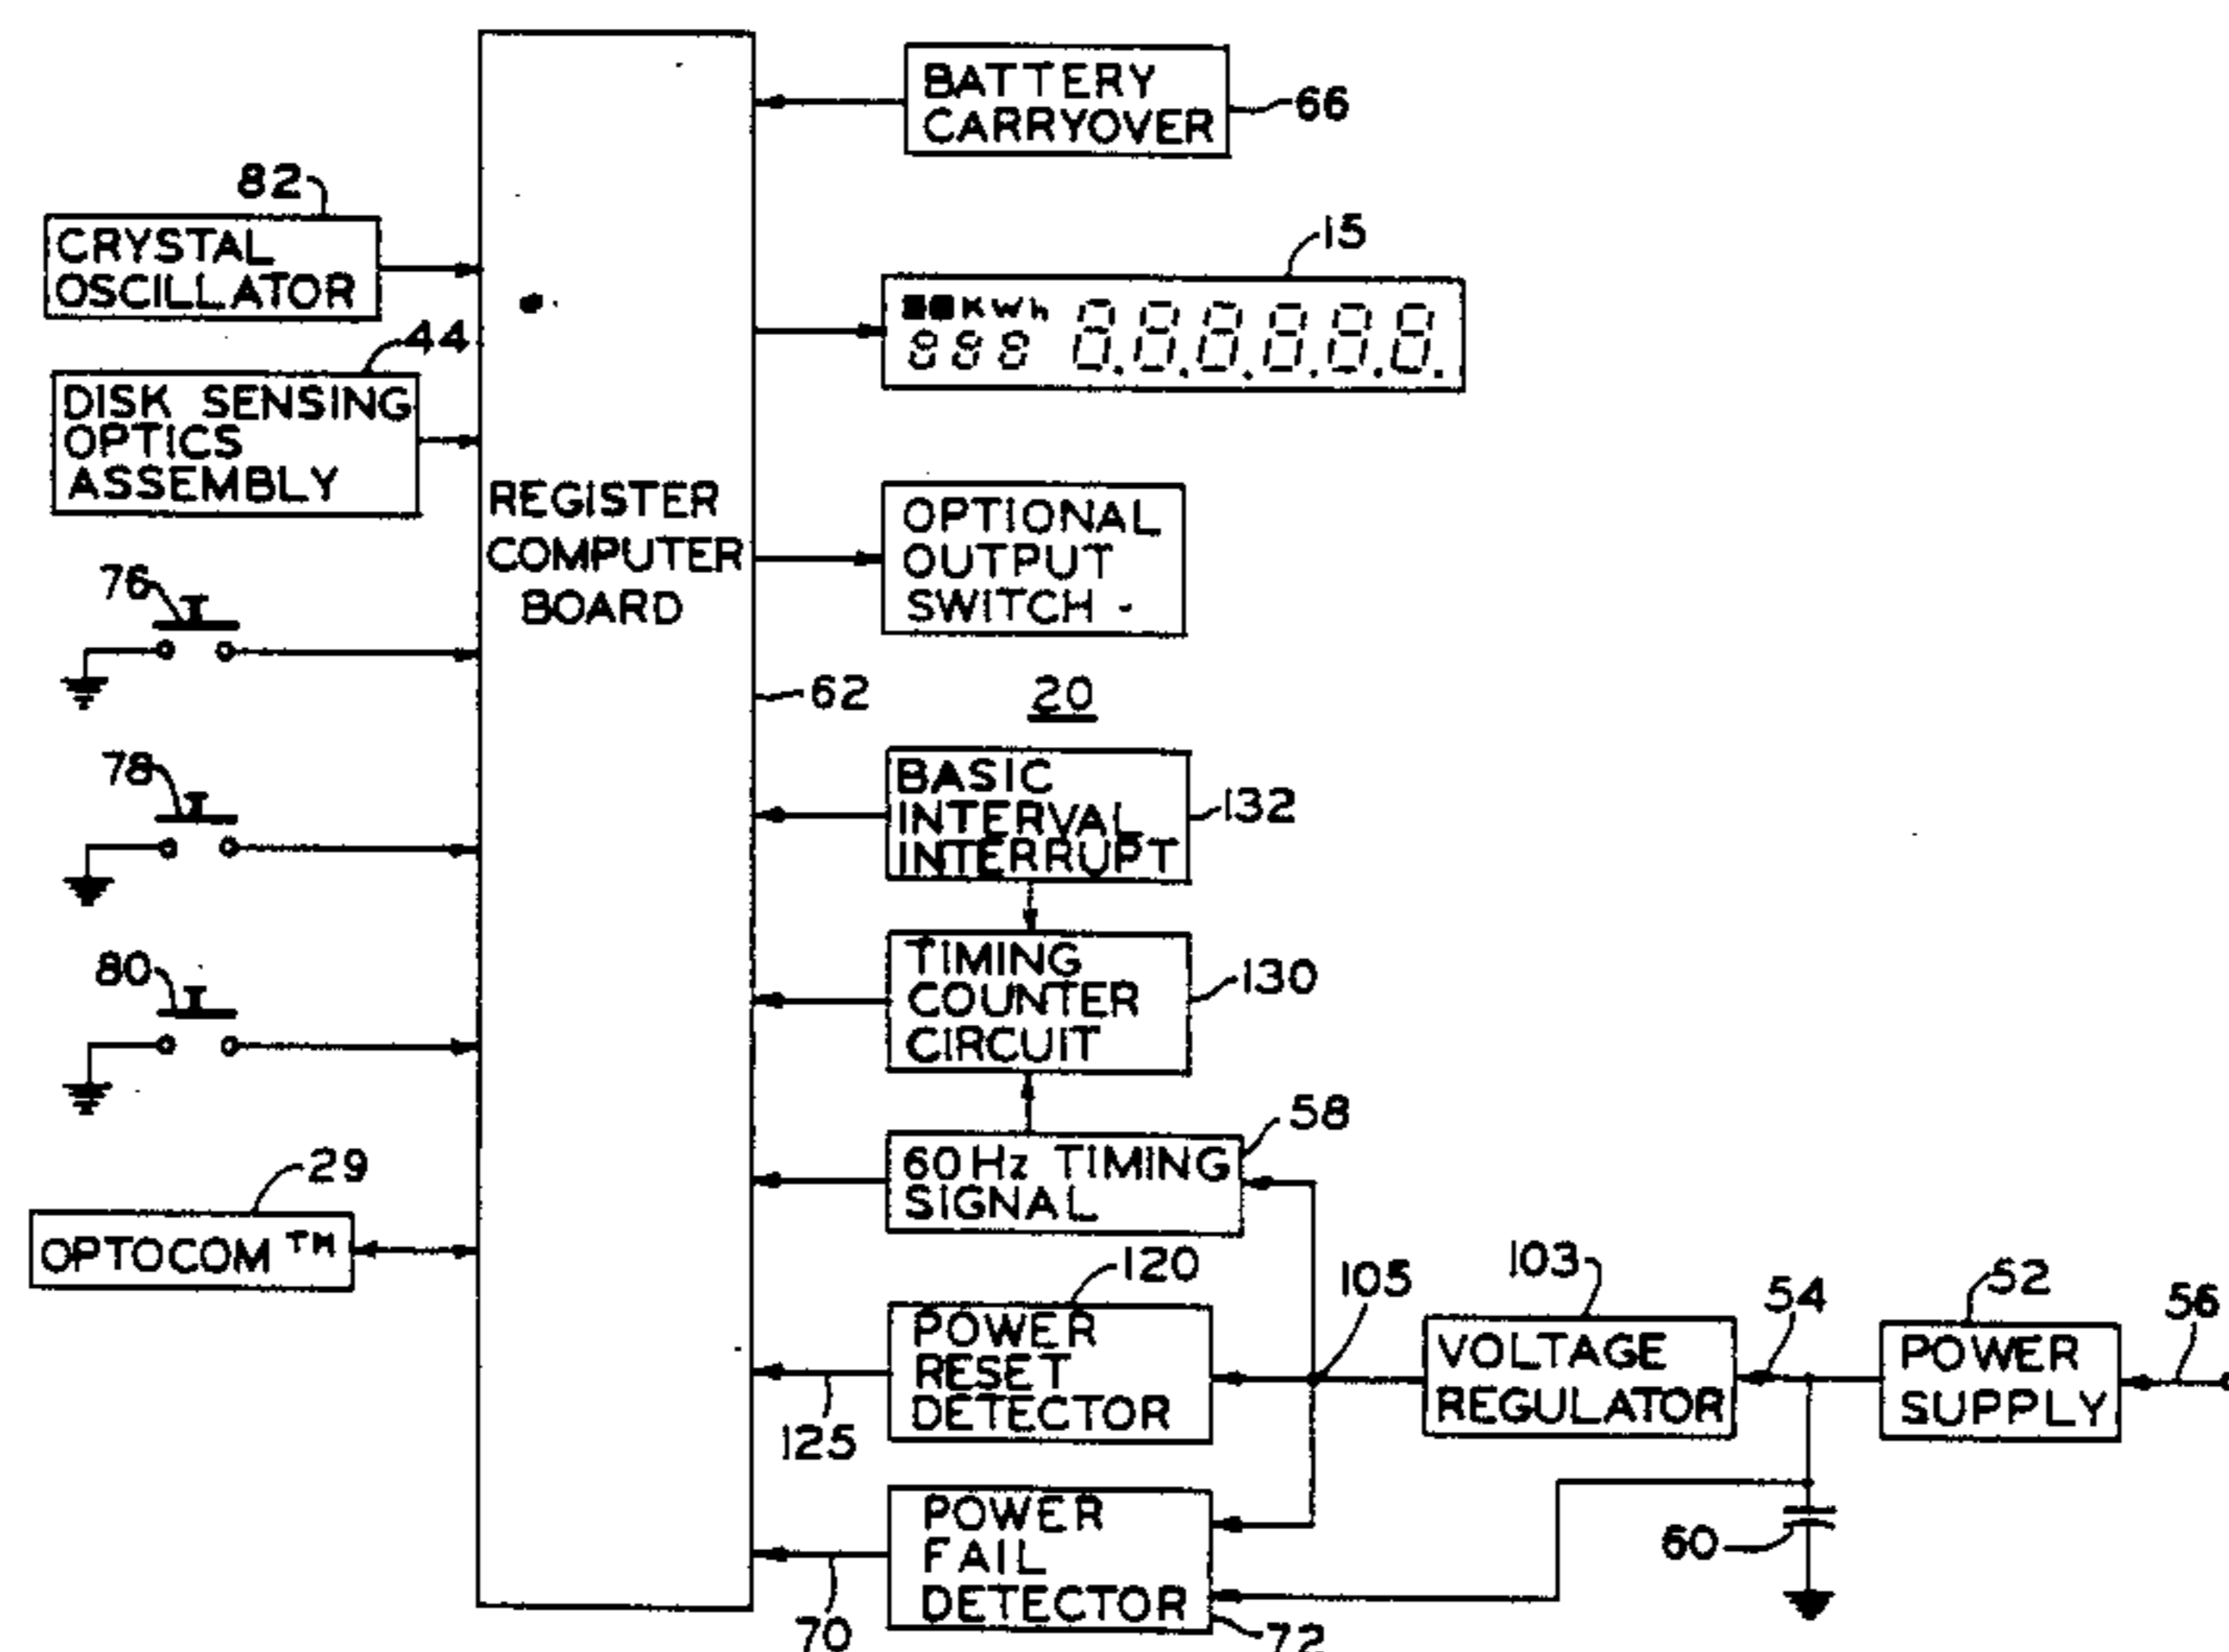 BATTERY
CARRYOVER
66
82
CRYSTAL
OSCILLATOR
15
KWh
888 8.8.8.8.8.8.
44
DISK SENSING
OPTICS
ASSEMBLY
REGISTER
COMPUTER
BOARD
OPTIONAL
OUTPUT
SWITCH
76
62
20
78
BASIC
INTERVAL
INTERRUPT
132
80
TIMING
COUNTER
CIRCUIT
130
58
60 Hz TIMING
SIGNAL
29
OPTOCOM TM
120
105
103
54
52
56
POWER
RESET
DETECTOR
VOLTAGE
REGULATOR
POWER
SUPPLY
125
POWER
FAIL
DETECTOR
60
70
72